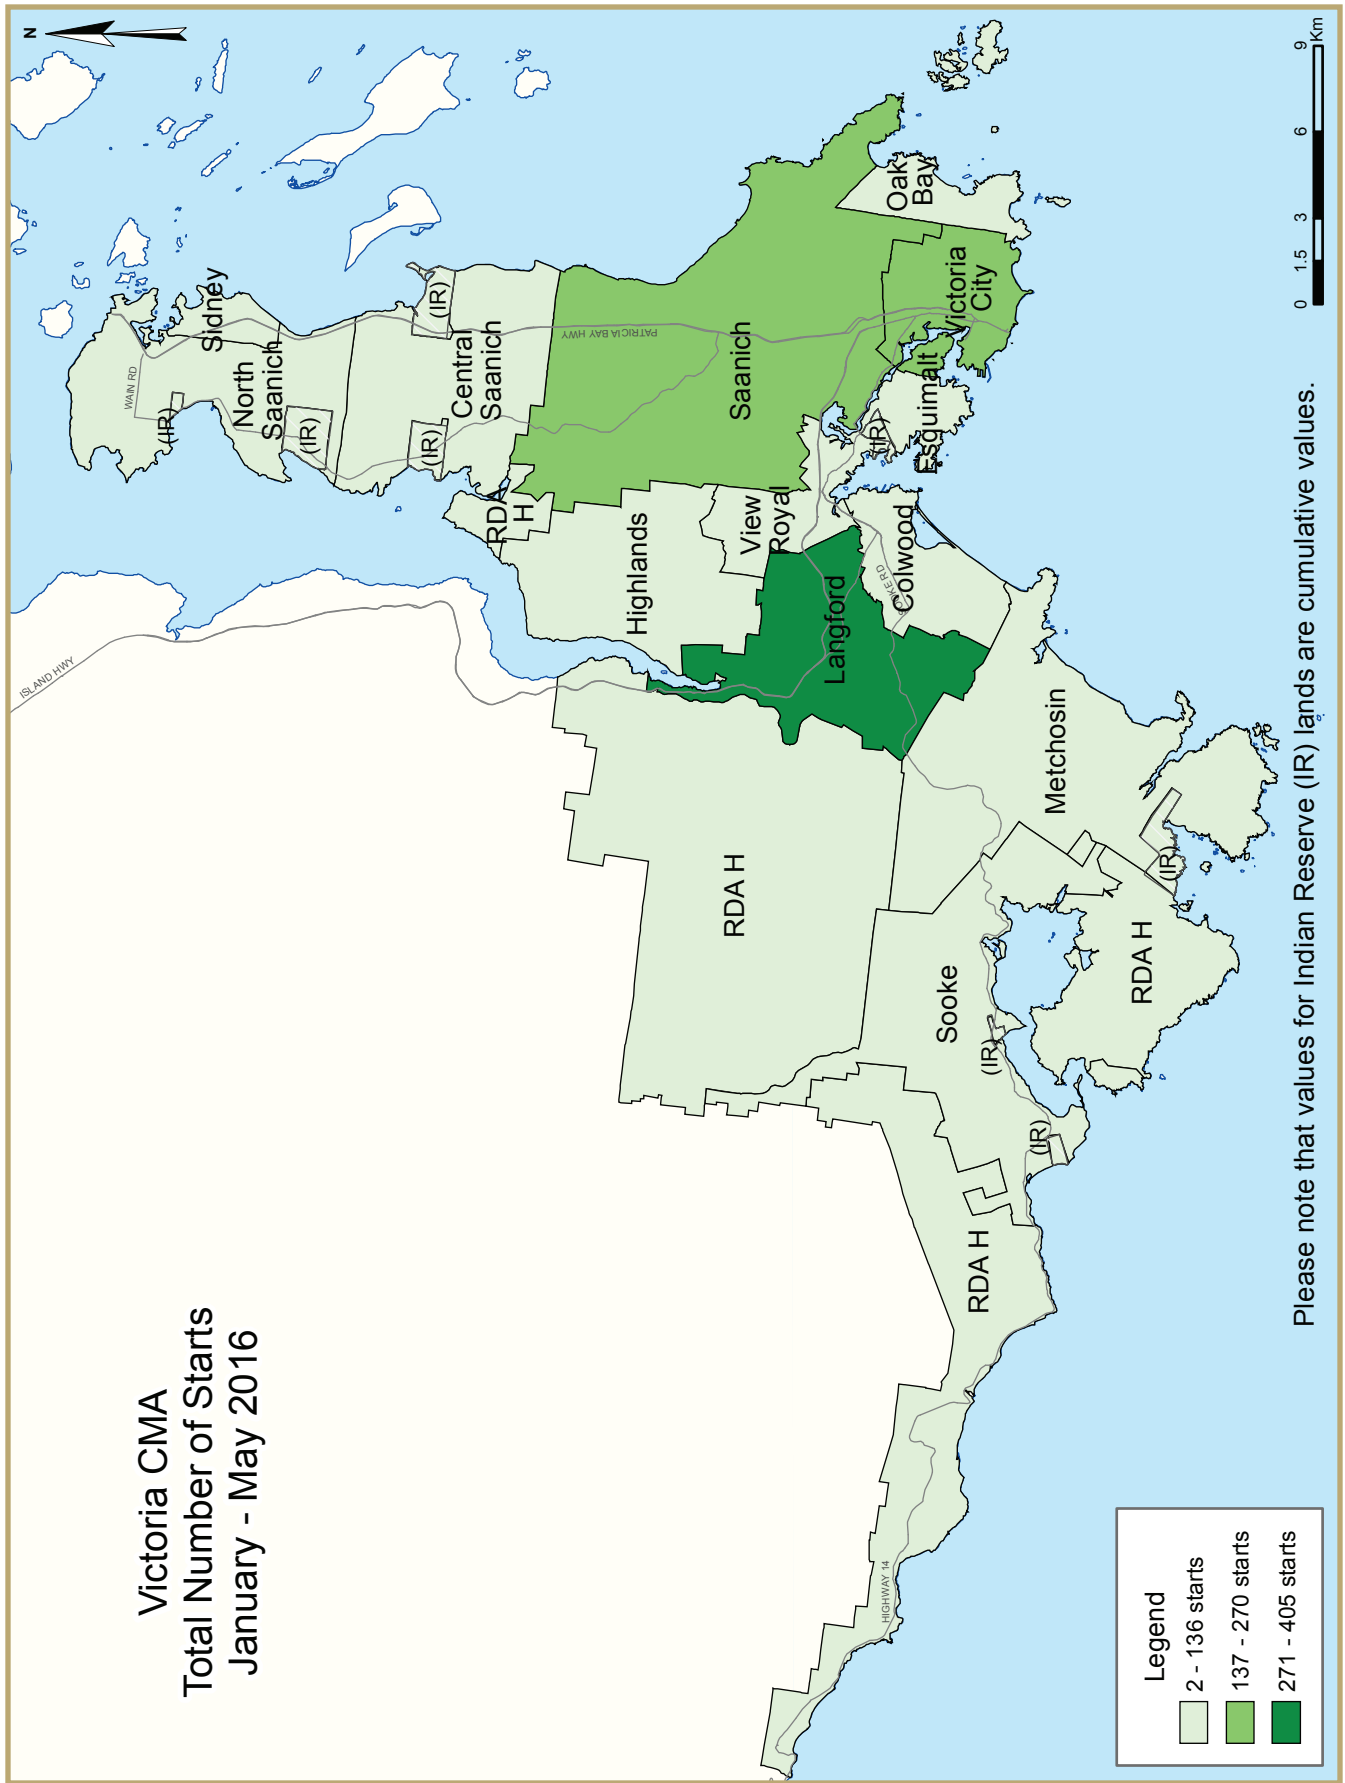 Victoria CMA
Total Number of Starts
January - May 2016
N
ISLAND HWY
WAIN RD
Sidney
(IR)
North
Saanich
(IR)
(IR)
(IR)
Central
Saanich
RDA
H
PATRICIA BAY HWY
Highlands
Saanich
View
Royal
Langford
SOOKE RD
Colwood
(IR)
Esquimalt
Victoria
City
Oak
Bay
RDA H
Metchosin
(IR)
RDA H
Sooke
(IR)
(IR)
RDA H
HIGHWAY 14
Legend
2 - 136 starts
137 - 270 starts
271 - 405 starts
0 1.5 3 6 9
Km
Please note that values for Indian Reserve (IR) lands are cumulative values.